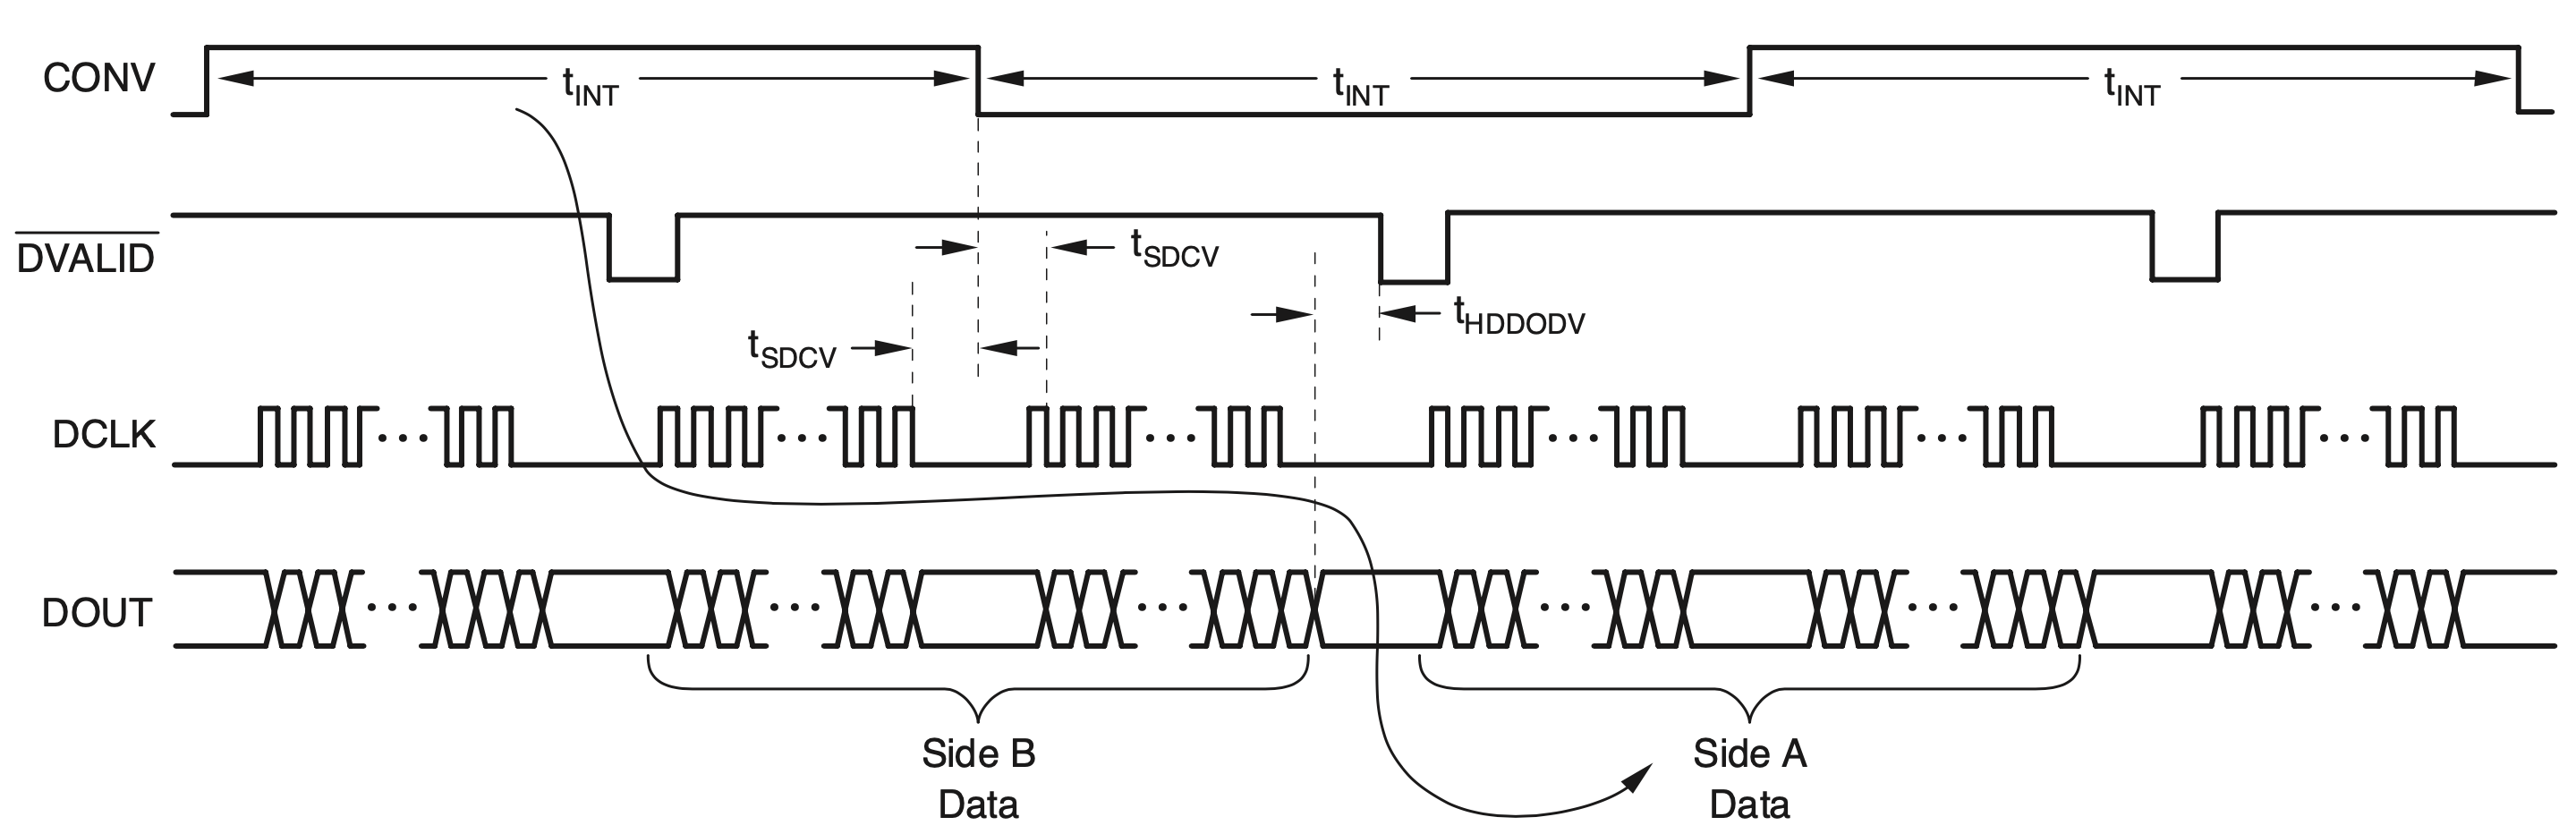 CONV
tINT
tINT
tINT
DVALID
tSDCV
tHDDODV
tSDCV
DCLK
DOUT
Side B
Data
Side A
Data